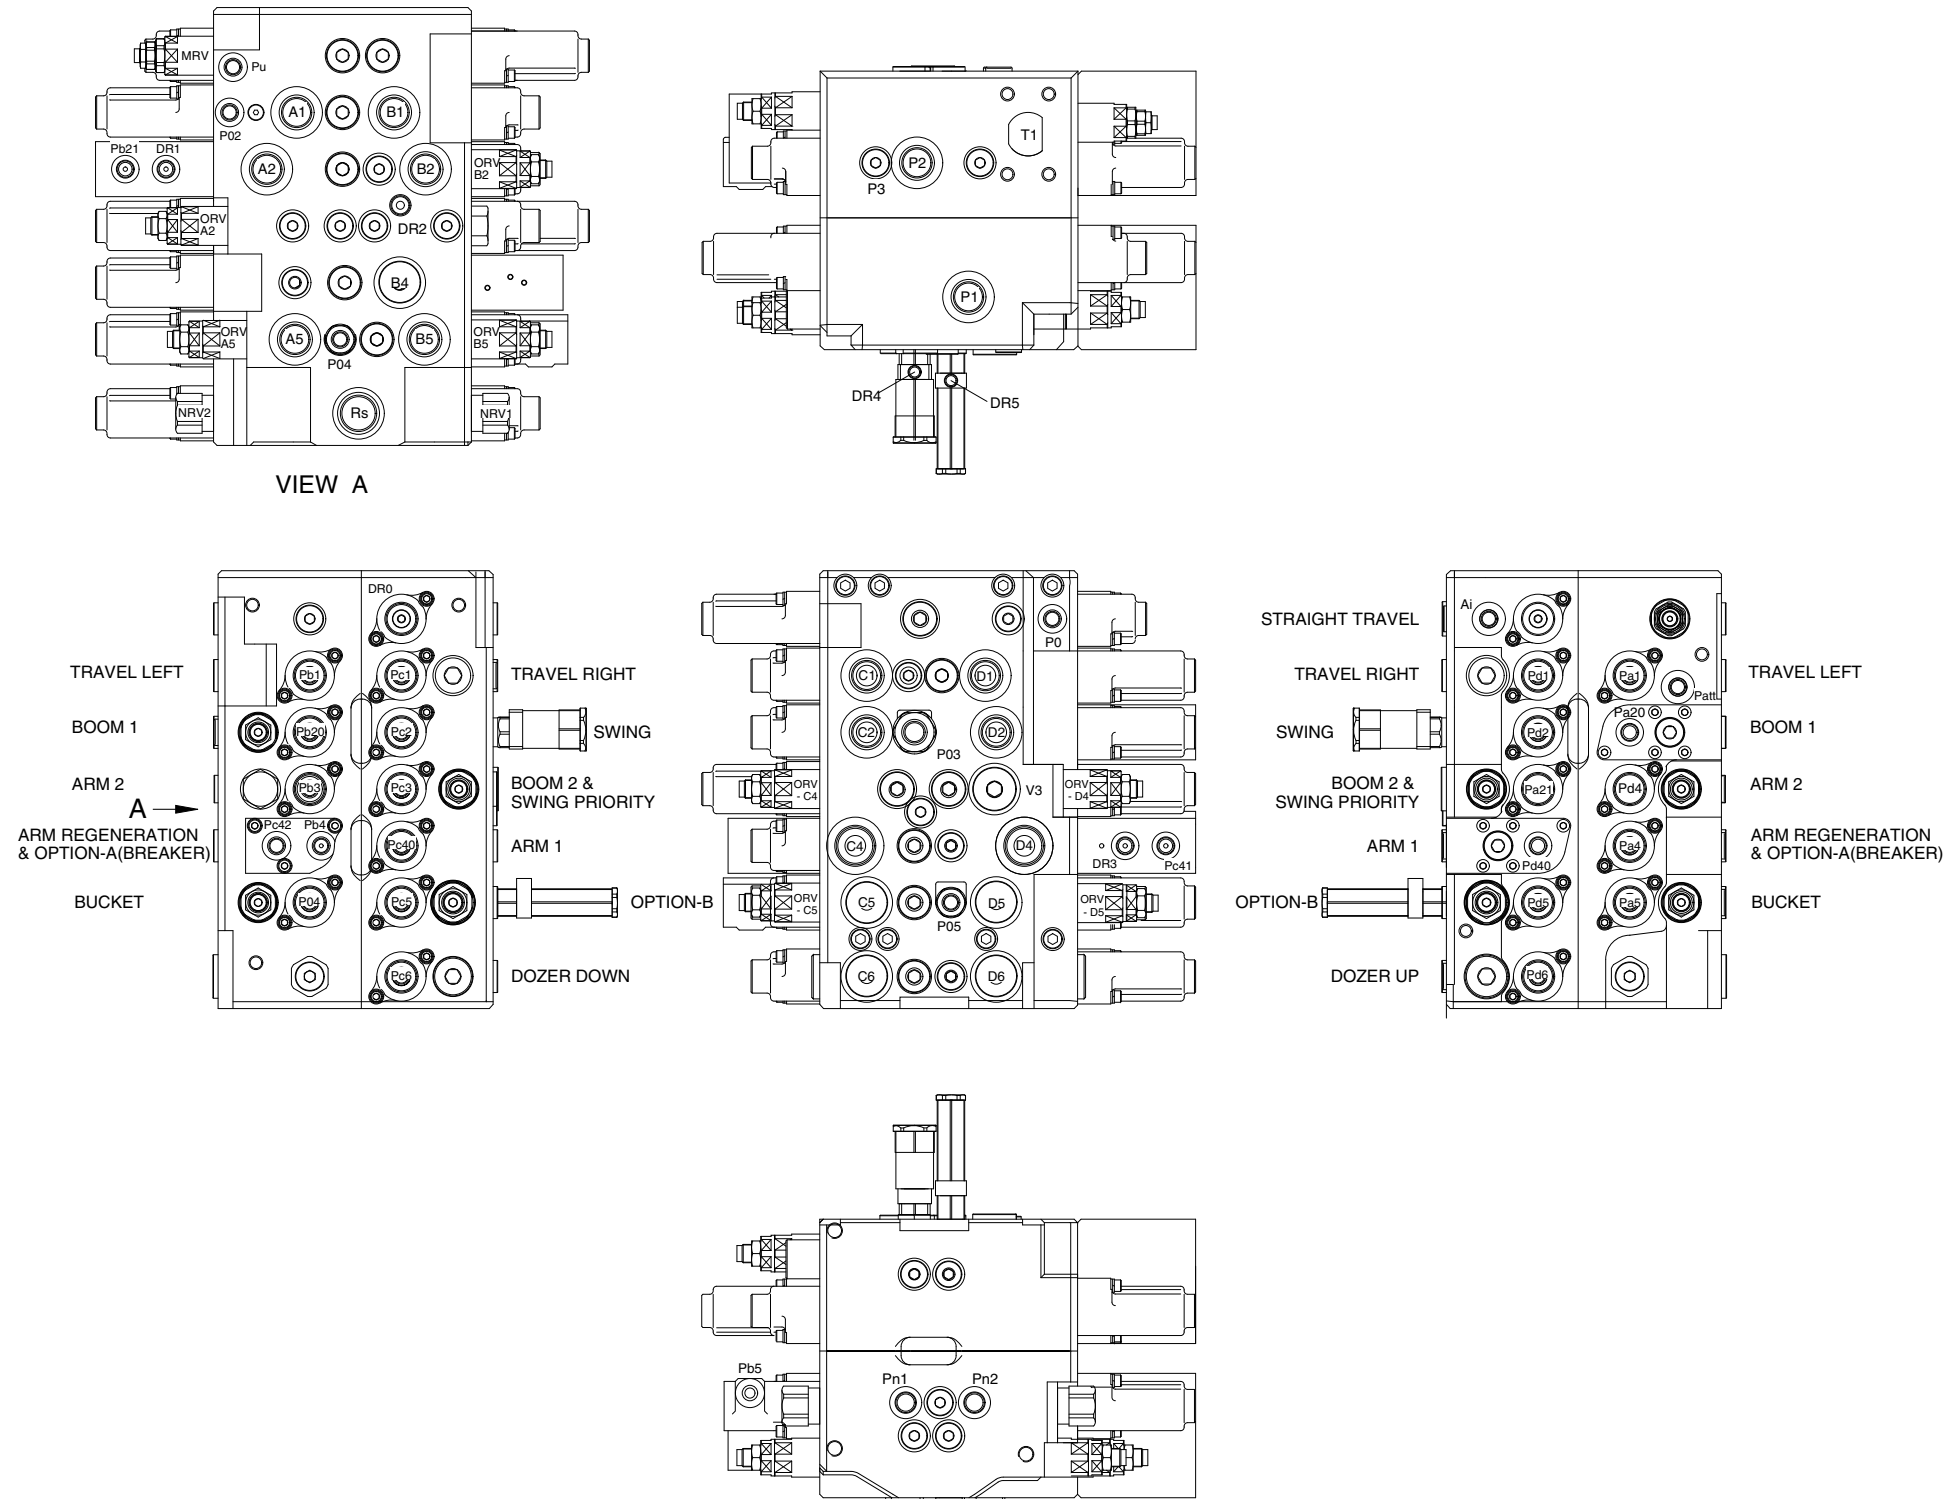 MRV
Pu
A1
B1
P02
Pb21
DR1
A2
B2
ORV
B2
ORV
A2
DR2
B4
ORV
A5
A5
B5
ORV
B5
P04
NRV2
Rs
NRV1
VIEW A
T1
P2
P3
P1
DR4
DR5
DR0
TRAVEL LEFT
Pb1
Pc1
TRAVEL RIGHT
BOOM 1
Pb20
Pc2
SWING
ARM 2
Pb3
Pc3
BOOM 2 &
SWING PRIORITY
A
ARM REGENERATION
& OPTION-A(BREAKER)
Pc42
Pb4
Pc40
ARM 1
BUCKET
P04
Pc5
OPTION-B
Pc6
DOZER DOWN
P0
C1
D1
C2
D2
P03
ORV
- C4
V3
ORV
- D4
C4
D4
DR3
Pc41
ORV
- C5
C5
D5
ORV
- D5
P05
C6
D6
STRAIGHT TRAVEL
Ai
TRAVEL RIGHT
Pd1
Pa1
TRAVEL LEFT
Patt
SWING
Pd2
Pa20
BOOM 1
BOOM 2 &
SWING PRIORITY
Pa21
Pd4
ARM 2
ARM 1
Pd40
Pa4
ARM REGENERATION
& OPTION-A(BREAKER)
OPTION-B
Pd5
Pa5
BUCKET
DOZER UP
Pd6
Pb5
Pn1
Pn2